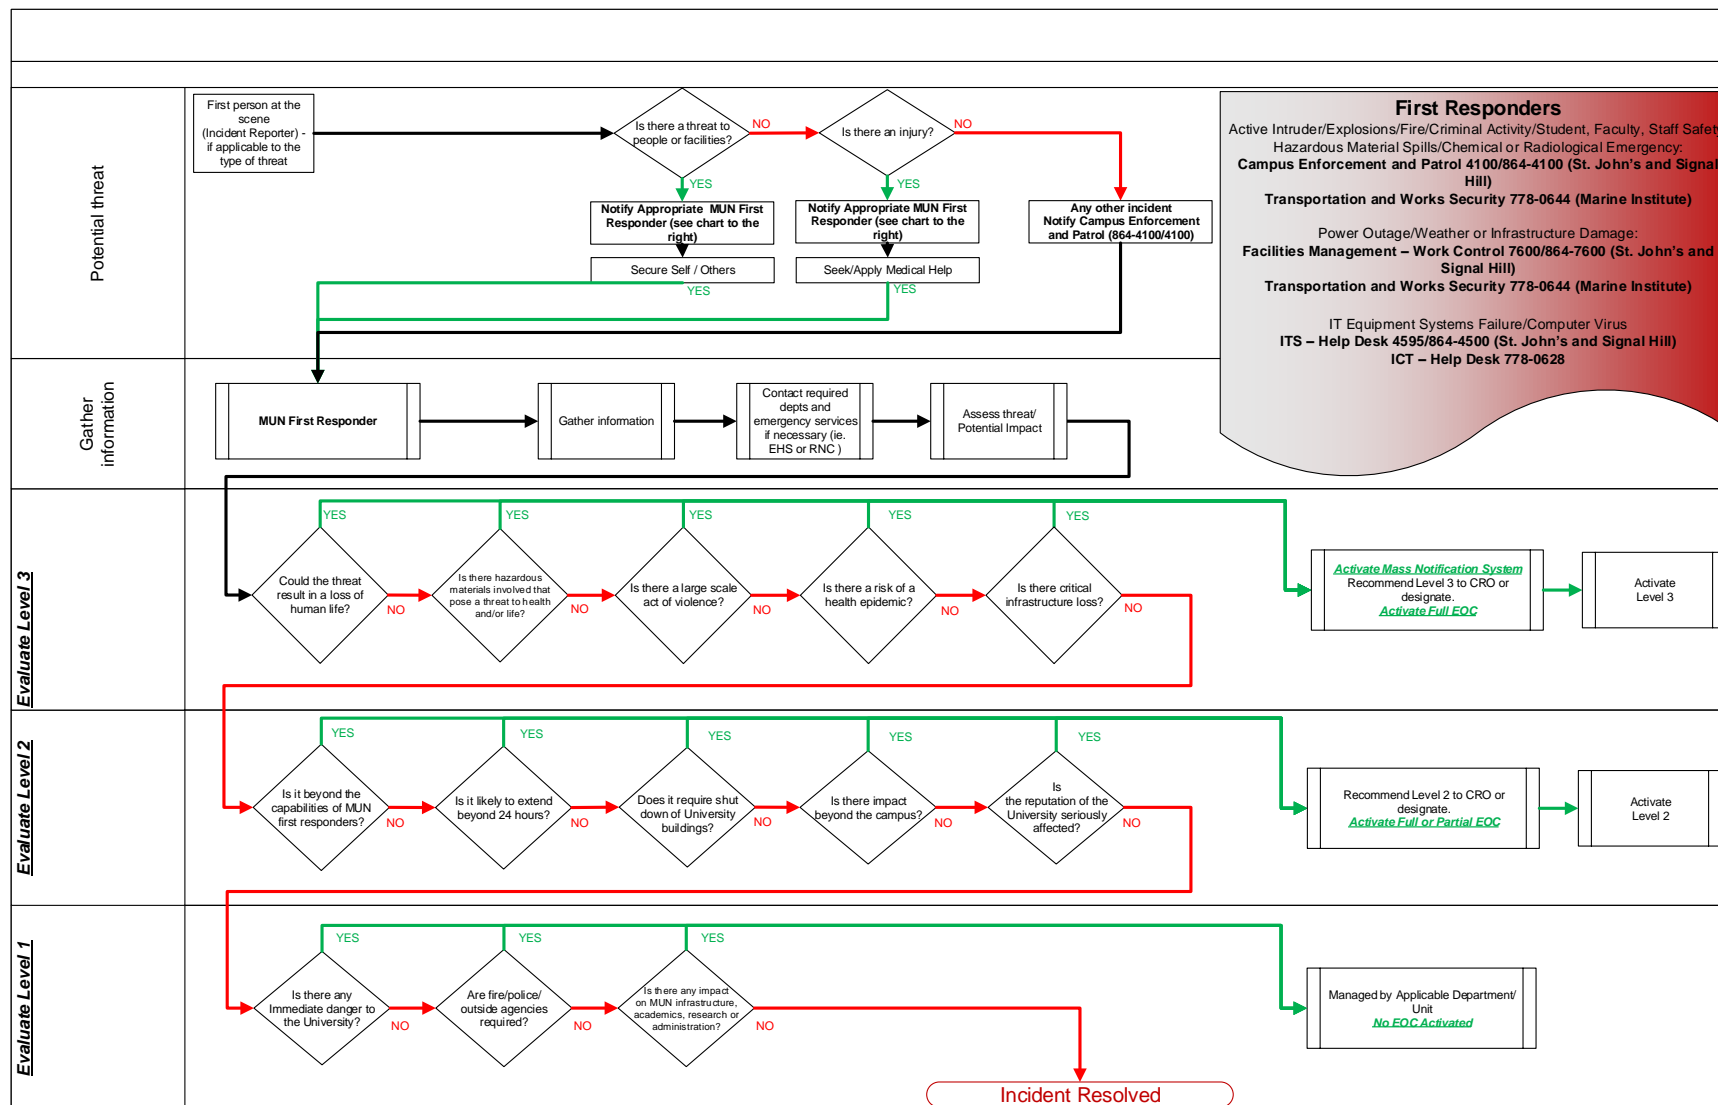 Potential threat
First person at the
scene
(Incident Reporter) -
if applicable to the
type of threat
Is there a threat to
people or facilities?
NO
YES
Is there an injury?
NO
YES
Notify Appropriate MUN First
Responder (see chart to the
right)
Secure Self / Others
YES
Notify Appropriate MUN First
Responder (see chart to the
right)
Seek/Apply Medical Help
YES
Any other incident
Notify Campus Enforcement
and Patrol (864-4100/4100)
First Responders
Active Intruder/Explosions/Fire/Criminal Activity/Student, Faculty, Staff Safety
Hazardous Material Spills/Chemical or Radiological Emergency:
Campus Enforcement and Patrol 4100/864-4100 (St. John's and Signal
Hill)
Transportation and Works Security 778-0644 (Marine Institute)
Power Outage/Weather or Infrastructure Damage:
Facilities Management – Work Control 7600/864-7600 (St. John's and
Signal Hill)
Transportation and Works Security 778-0644 (Marine Institute)
IT Equipment Systems Failure/Computer Virus
ITS – Help Desk 4595/864-4500 (St. John's and Signal Hill)
ICT – Help Desk 778-0628
Gather
information
MUN First Responder
Gather information
Contact required
depts and
emergency services
if necessary (ie.
EHS or RNC )
Assess threat/
Potential Impact
Evaluate Level 3
YES
Could the threat
result in a loss of
human life?
NO
YES
Is there hazardous
materials involved that
pose a threat to health
and/or life?
NO
YES
Is there a large scale
act of violence?
NO
YES
Is there a risk of a
health epidemic?
NO
YES
Is there critical
infrastructure loss?
NO
Activate Mass Notification System
Recommend Level 3 to CRO or
designate.
Activate Full EOC
Activate
Level 3
Evaluate Level 2
YES
Is it beyond the
capabilities of MUN
first responders?
NO
YES
Is it likely to extend
beyond 24 hours?
NO
YES
Does it require shut
down of University
buildings?
NO
YES
Is there impact
beyond the campus?
NO
YES
Is
the reputation of the
University seriously
affected?
NO
Recommend Level 2 to CRO or
designate.
Activate Full or Partial EOC
Activate
Level 2
Evaluate Level 1
YES
Is there any
Immediate danger to
the University?
NO
YES
Are fire/police/
outside agencies
required?
NO
YES
Is there any impact
on MUN infrastructure,
academics, research or
administration?
NO
Managed by Applicable Department/
Unit
No EOC Activated
Incident Resolved